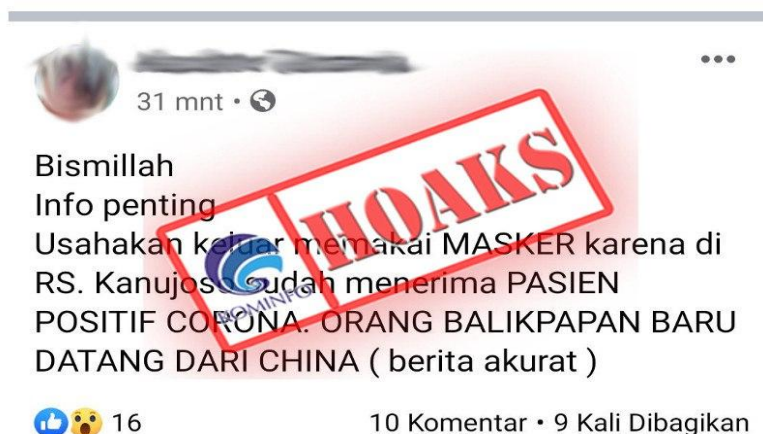 31 mnt
Bismillah
Info penting
Usahakan keluar memakai MASKER karena di
RS. Kanujoso sudah menerima PASIEN
POSITIF CORONA. ORANG BALIKPAPAN BARU
DATANG DARI CHINA ( berita akurat )
HOAKS
KOMINFO
16
10 Komentar • 9 Kali Dibagikan